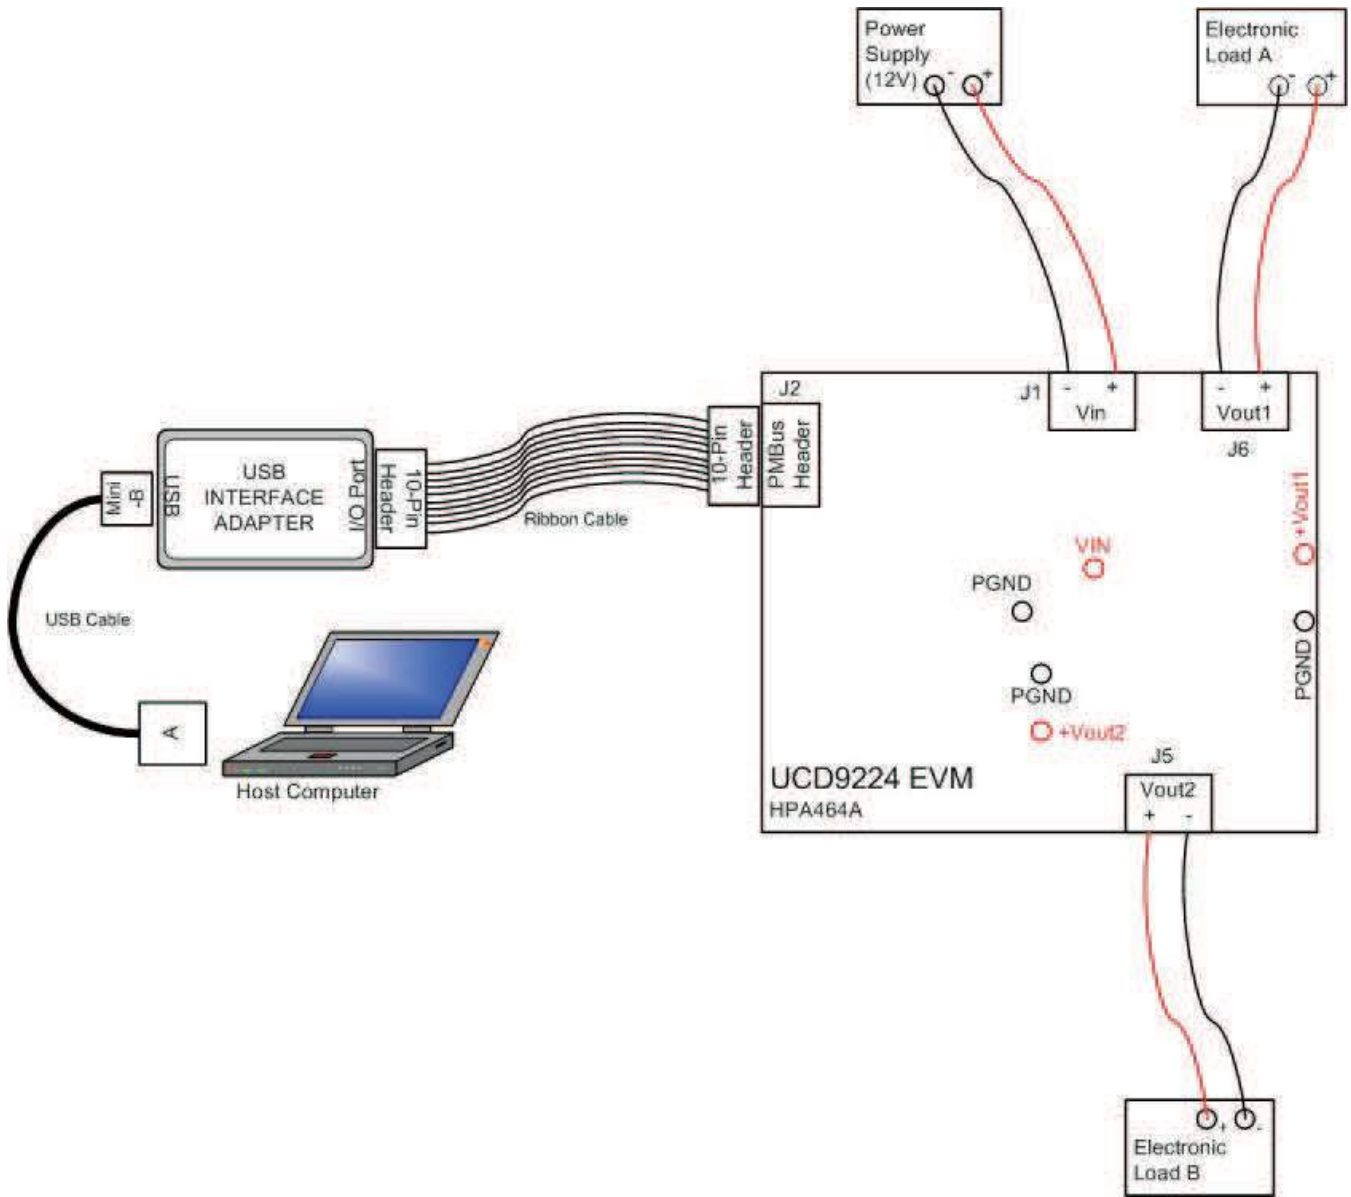 Power
Supply
(12V)
-
+
Electronic
Load A
-
+
J2
J1
-
+
Vin
-
+
Vout1
J6
10-Pin
Header
PMBus
Header
Mini
-B
USB
USB
INTERFACE
ADAPTER
I/O Port
10-Pin
Header
Ribbon Cable
+Vout1
VIN
PGND
PGND
PGND
+Vout2
USB Cable
A
Host Computer
UCD9224 EVM
HPA464A
J5
Vout2
+
-
+
-
Electronic
Load B